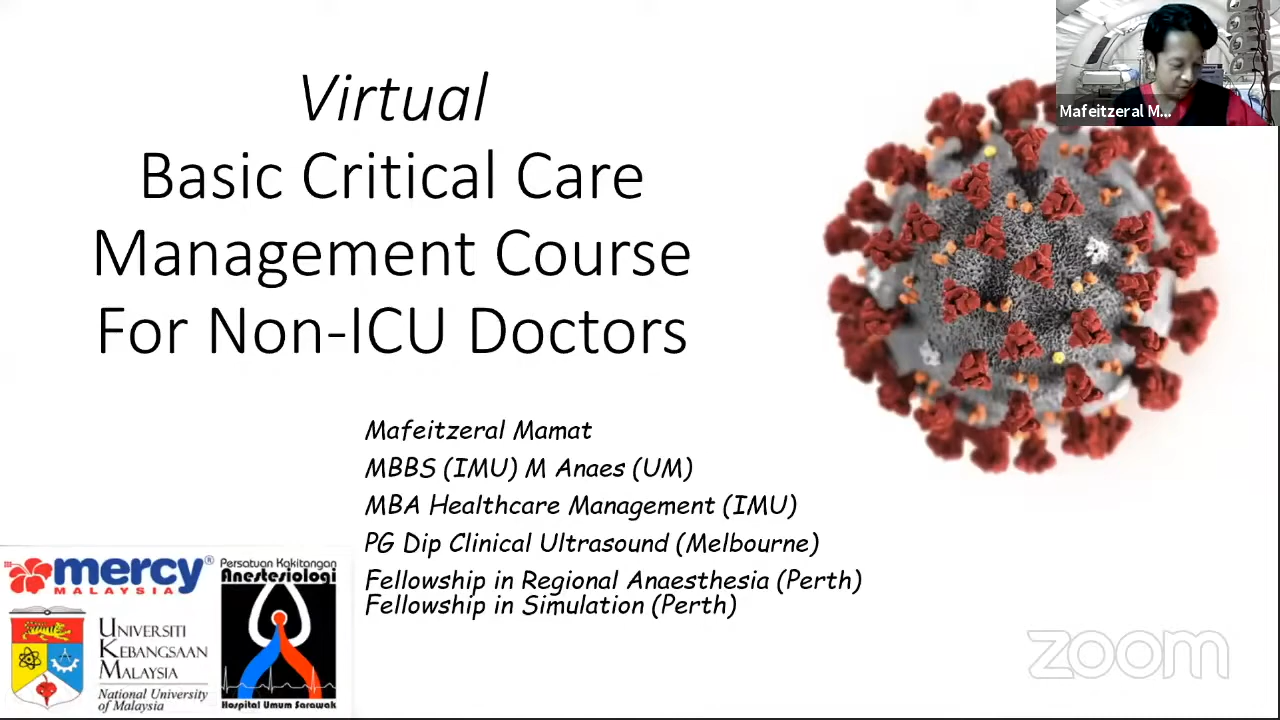 Virtual
Basic Critical Care
Management Course
For Non-ICU Doctors
Mafeitzeral M...
Mafeitzeral Mamat
MBBS (IMU) M Anaes (UM)
MBA Healthcare Management (IMU)
PG Dip Clinical Ultrasound (Melbourne)
Fellowship in Regional Anaesthesia (Perth)
Fellowship in Simulation (Perth)
mercy®
MALAYSIA
UNIVERSITI
KEBANGSAAN
MALAYSIA
National University
of Malaysia
Persatuan Kakitangan
Anestesiologi
Hospital Umum Sarawak
zoom